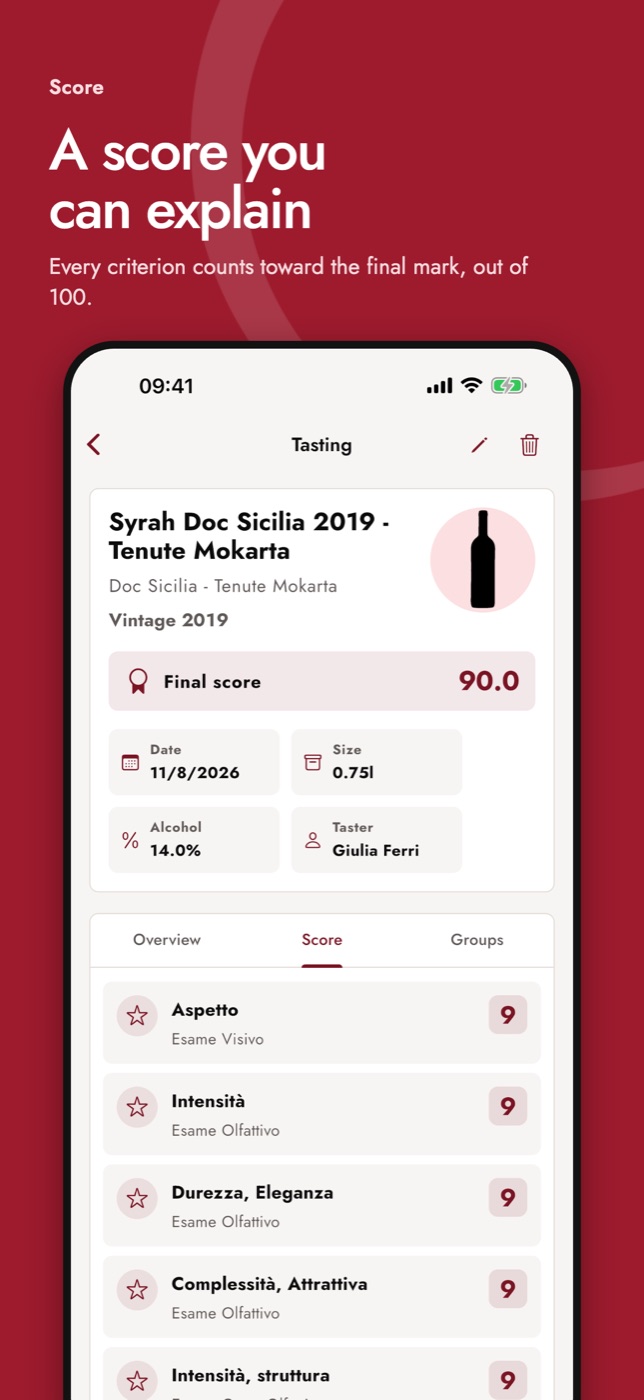 Score
A score you
can explain
Every criterion counts toward the final mark, out of
100.
09:41
Tasting
Syrah Doc Sicilia 2019 -
Tenute Mokarta
Doc Sicilia - Tenute Mokarta
Vintage 2019
Final score 90.0
Date Size
11/8/2026 0.75l
Alcohol Taster
14.0% Giulia Ferri
Overview Score Groups
Aspetto 9
Esame Visivo
Intensità 9
Esame Olfattivo
Durezza, Eleganza 9
Esame Olfattivo
Complessità, Attrattiva 9
Esame Olfattivo
Intensità, struttura 9